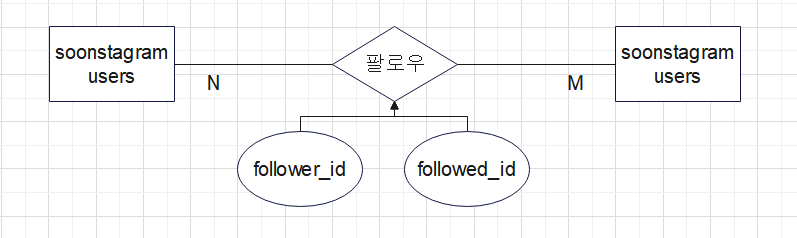 soonstagram
users
N
팔로우
M
soonstagram
users
follower_id
followed_id